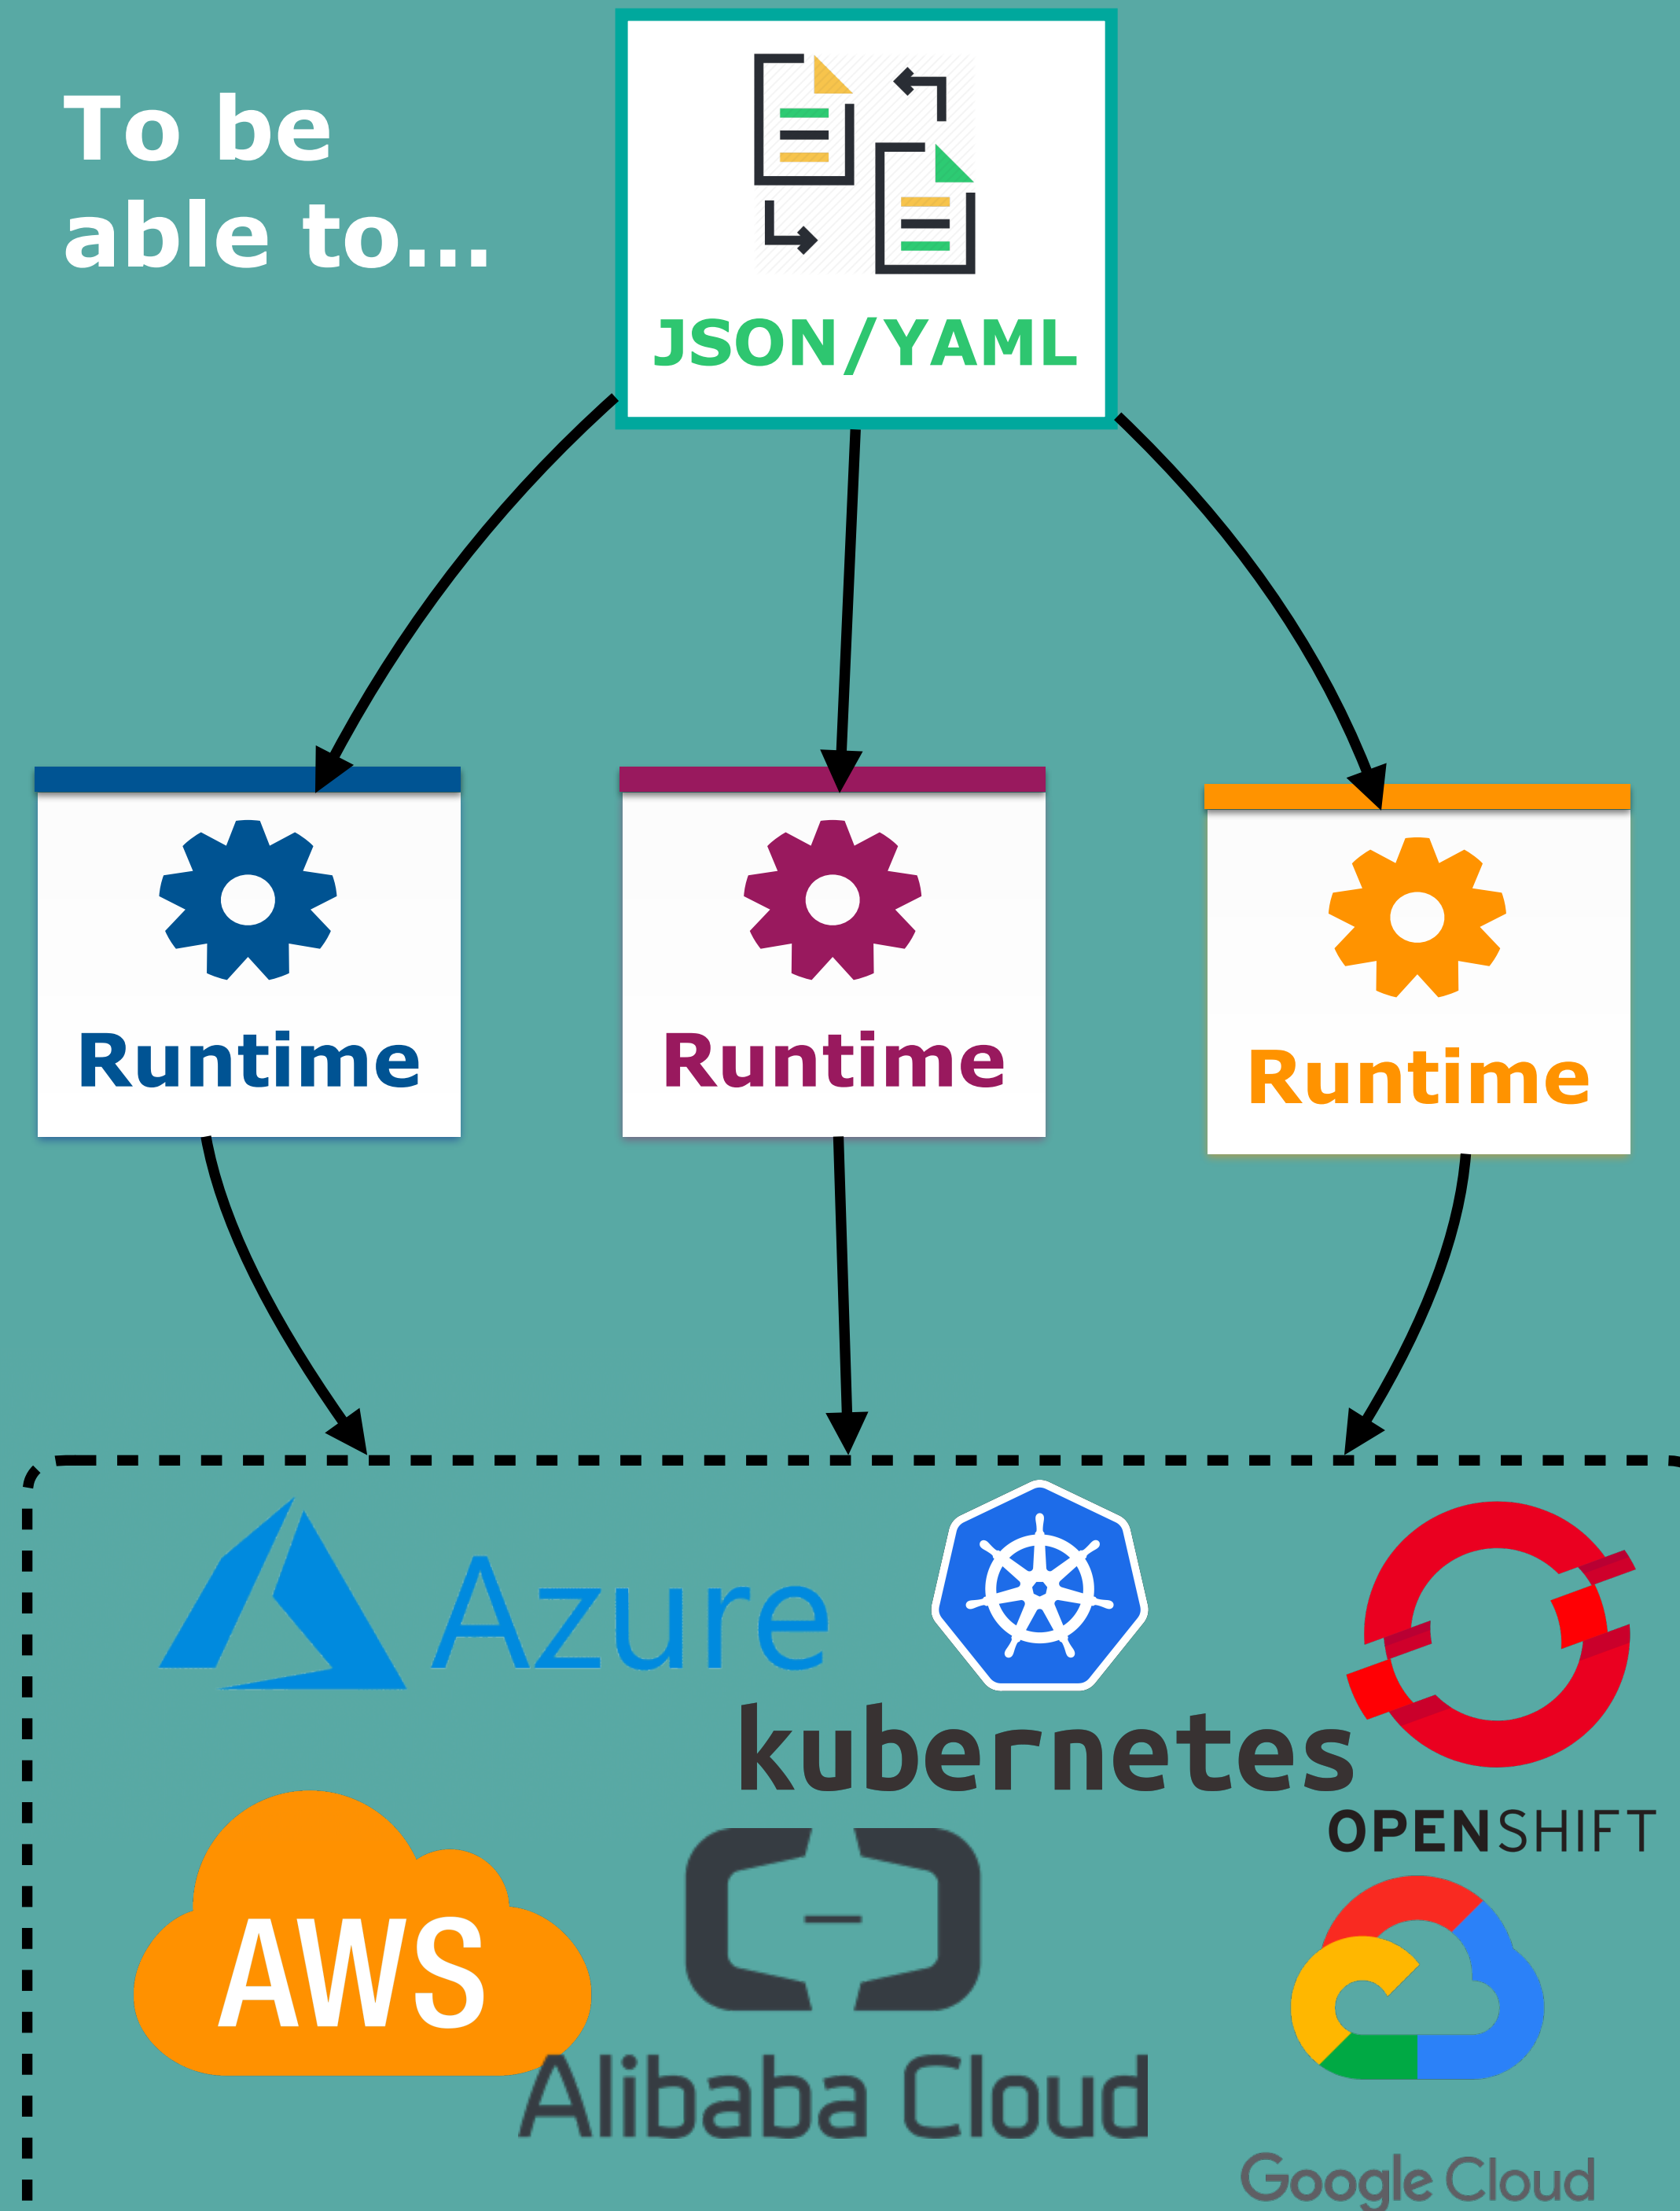 To be
able to...
JSON/YAML
Runtime
Runtime
Runtime
Azure
kubernetes
OPENSHIFT
AWS
Alibaba Cloud
Google Cloud